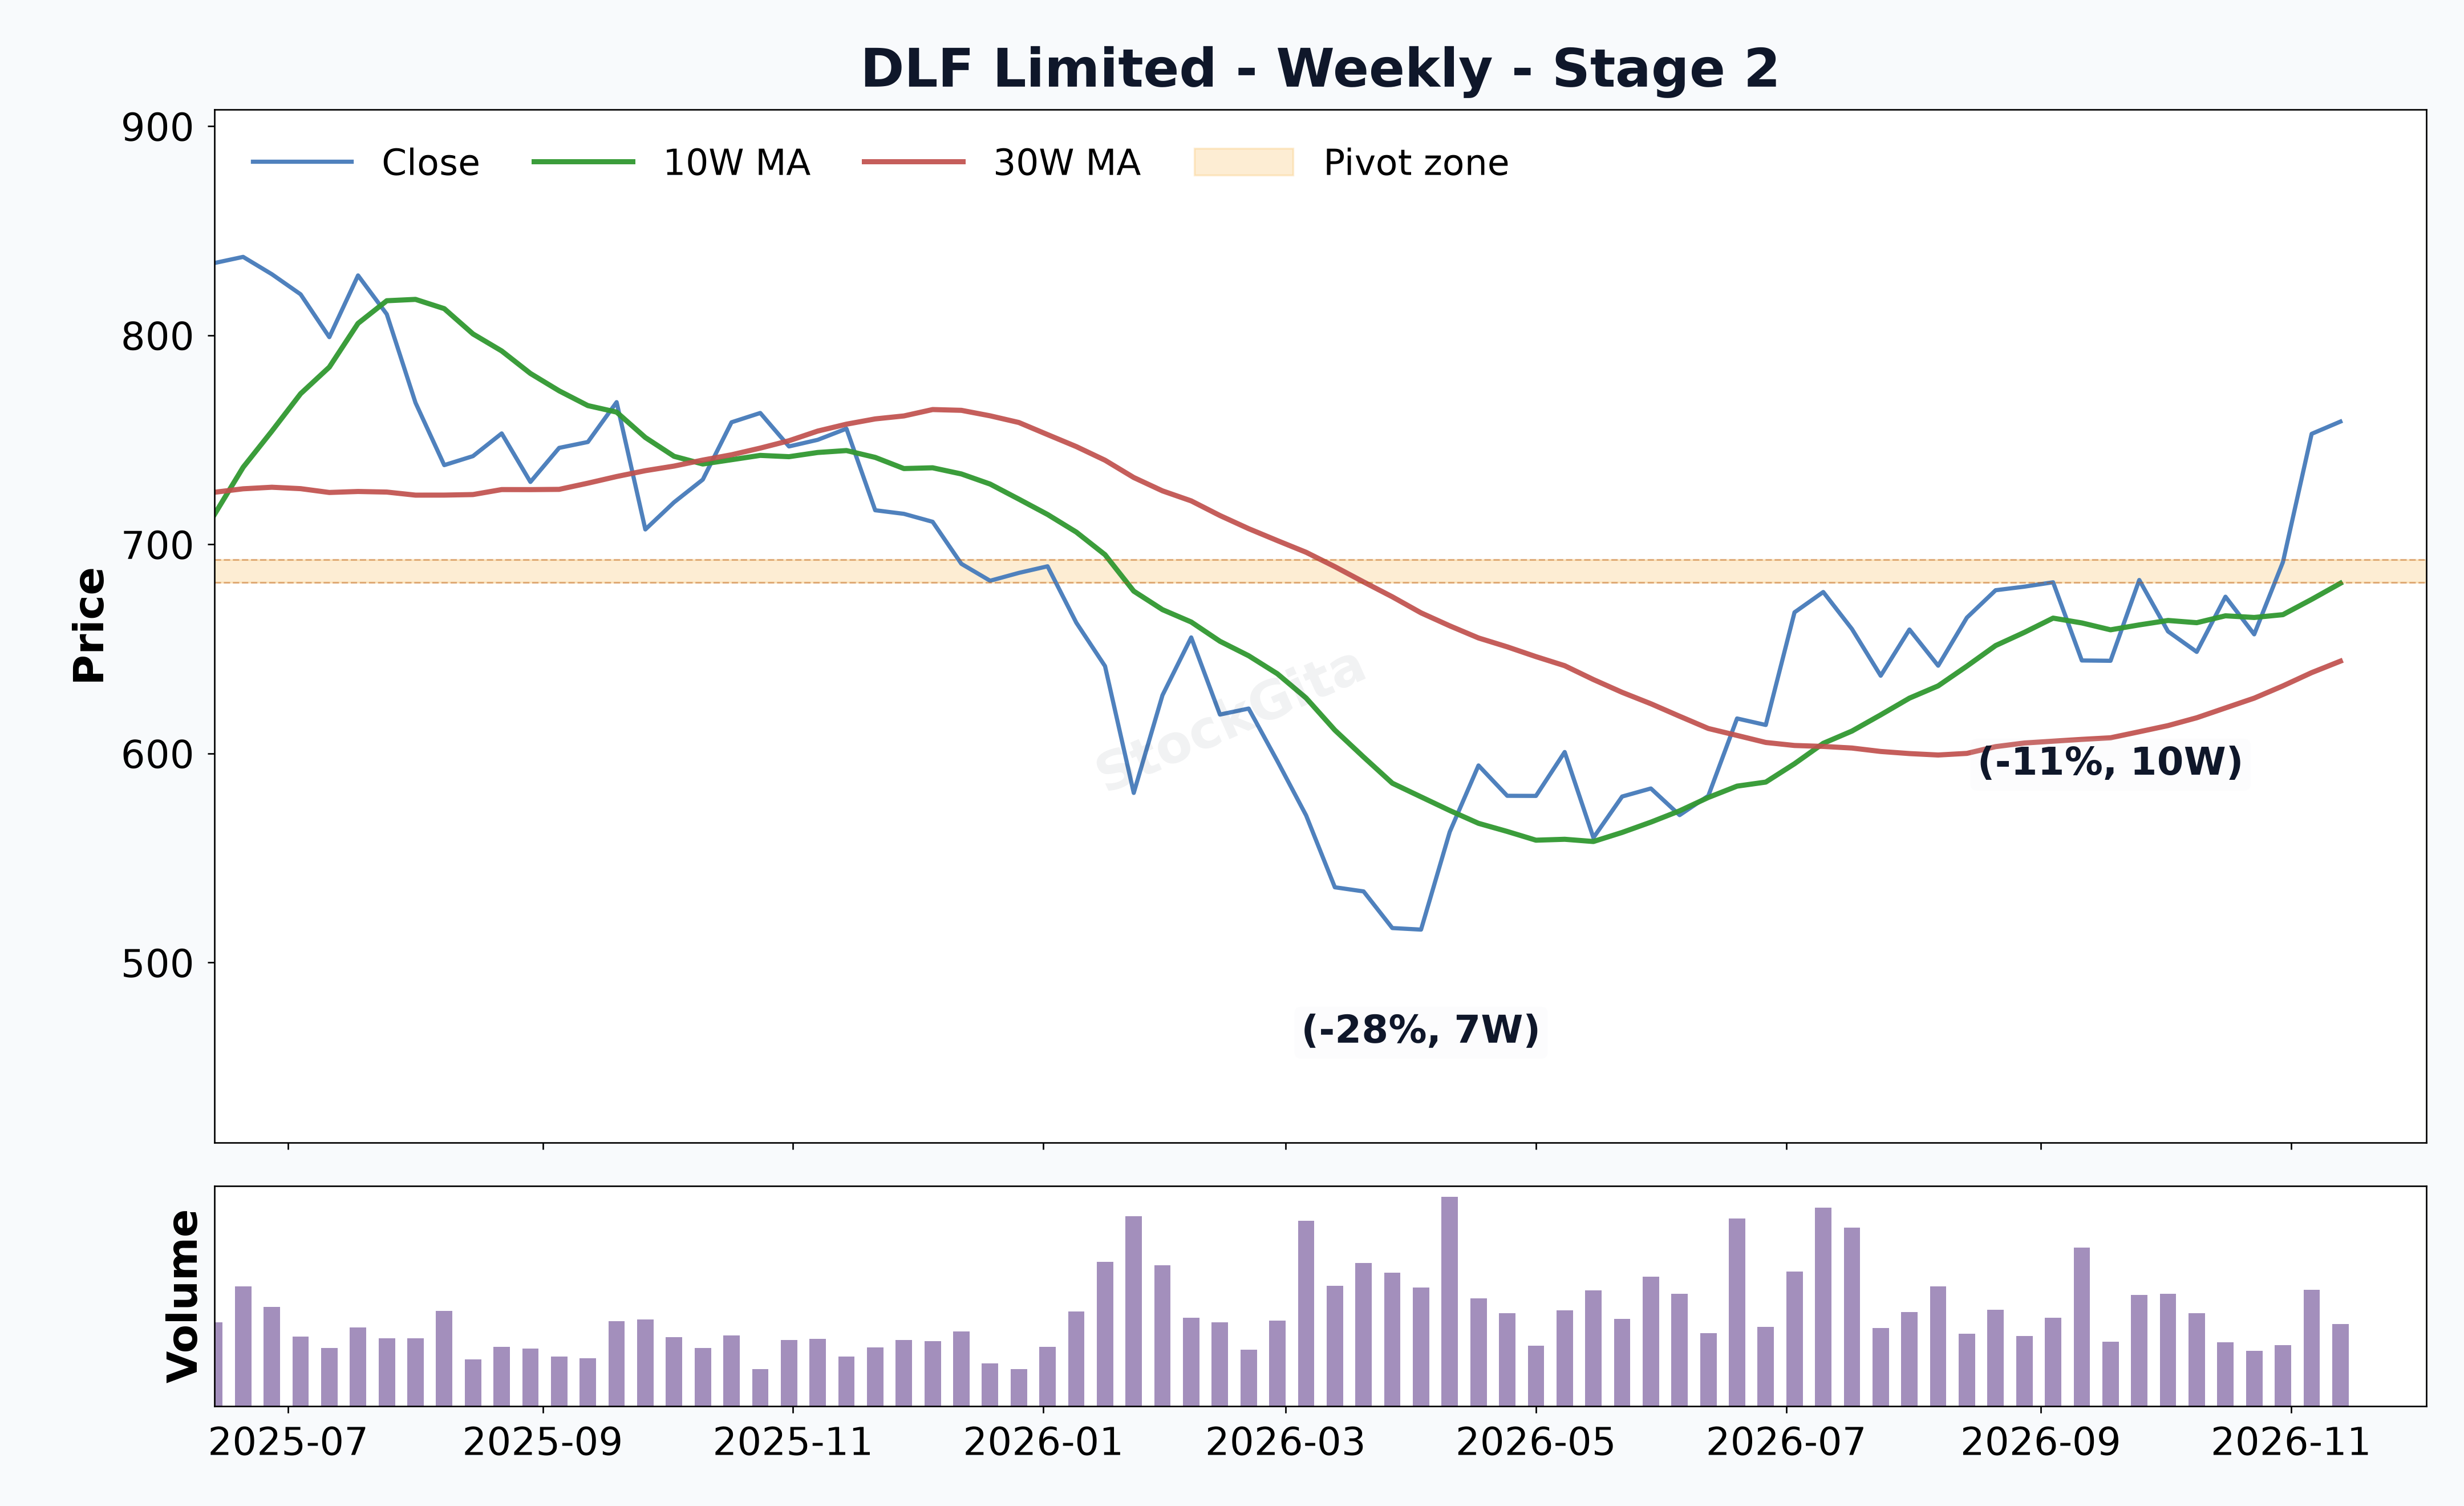 DLF Limited - Weekly - Stage 2
Close 10W MA 30W MA Pivot zone
900
800
700
600
500
Price
StockGita
(-11%, 10W)
(-28%, 7W)
Volume
2025-07 2025-09 2025-11 2026-01 2026-03 2026-05 2026-07 2026-09 2026-11